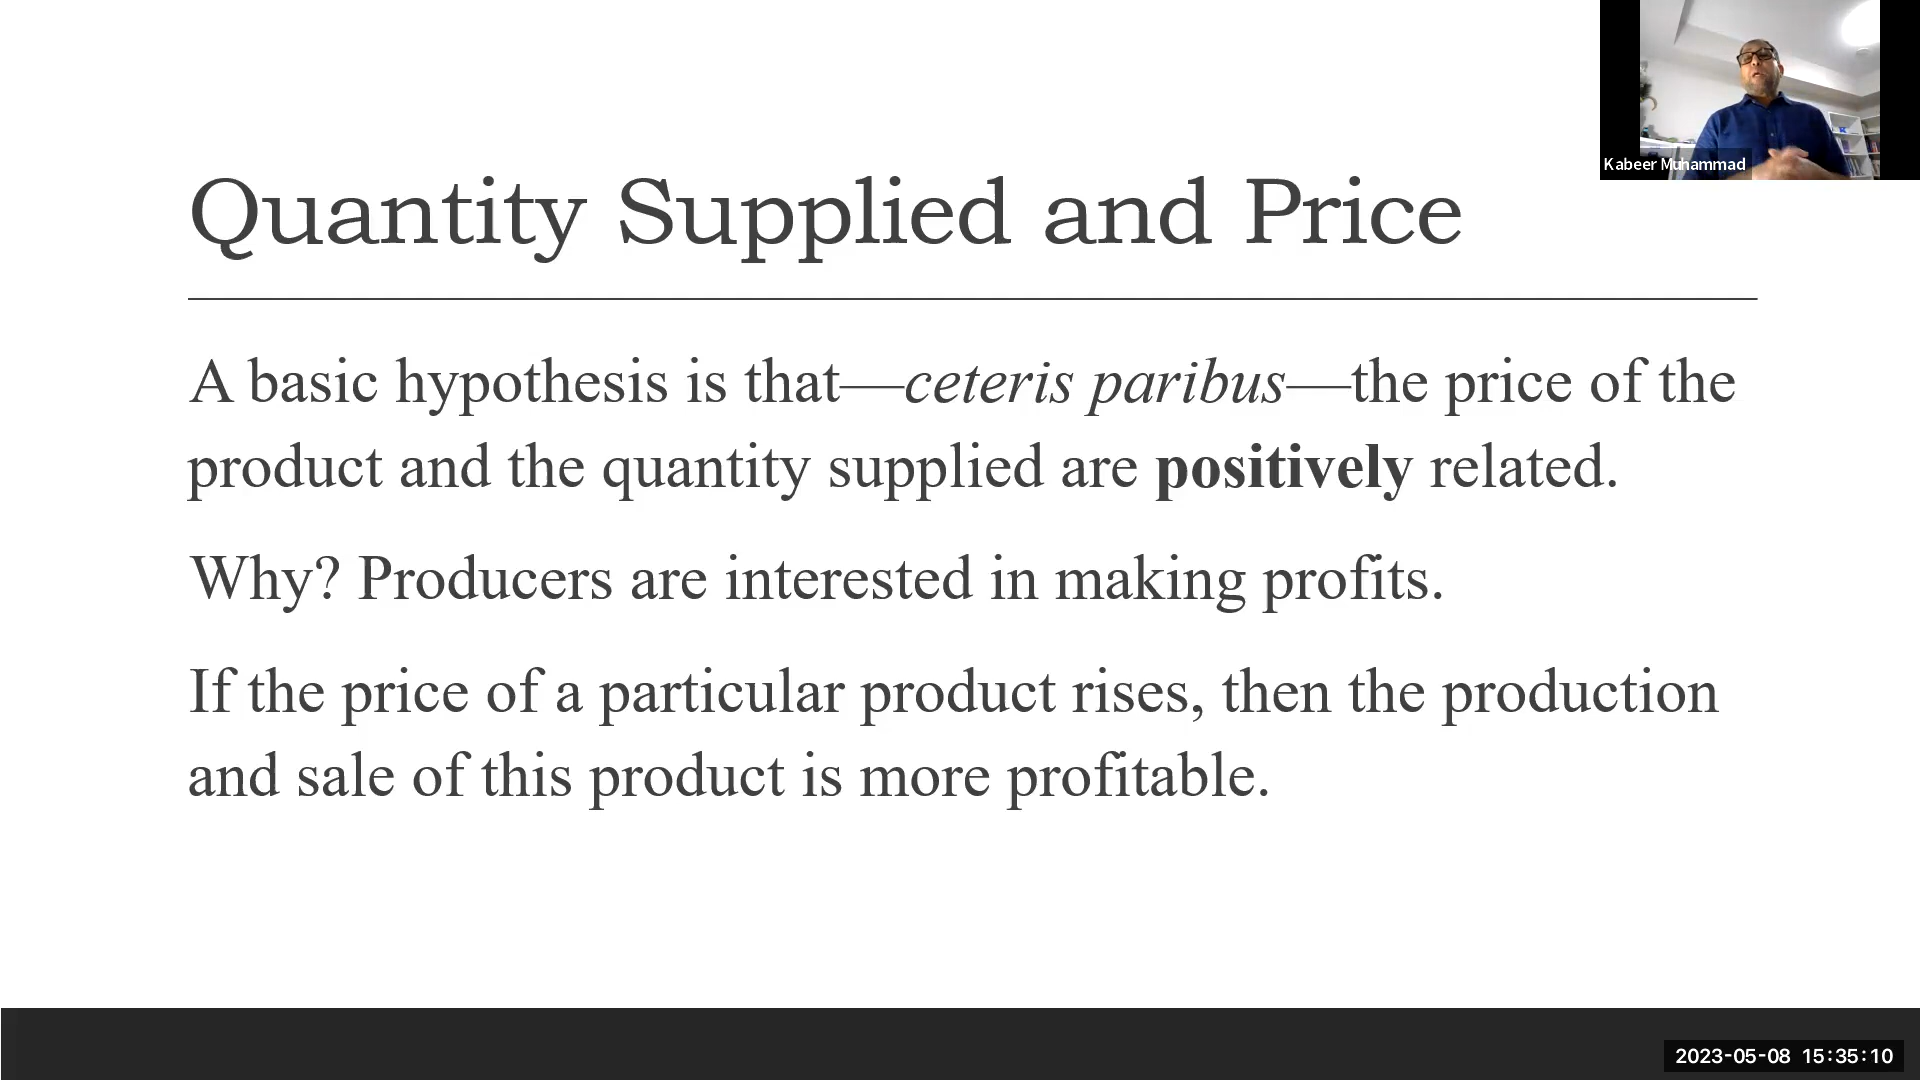 Kabeer Muhammad
Quantity Supplied and Price
A basic hypothesis is that—ceteris paribus—the price of the
product and the quantity supplied are positively related.
Why? Producers are interested in making profits.
If the price of a particular product rises, then the production
and sale of this product is more profitable.
2023-05-08 15:35:10